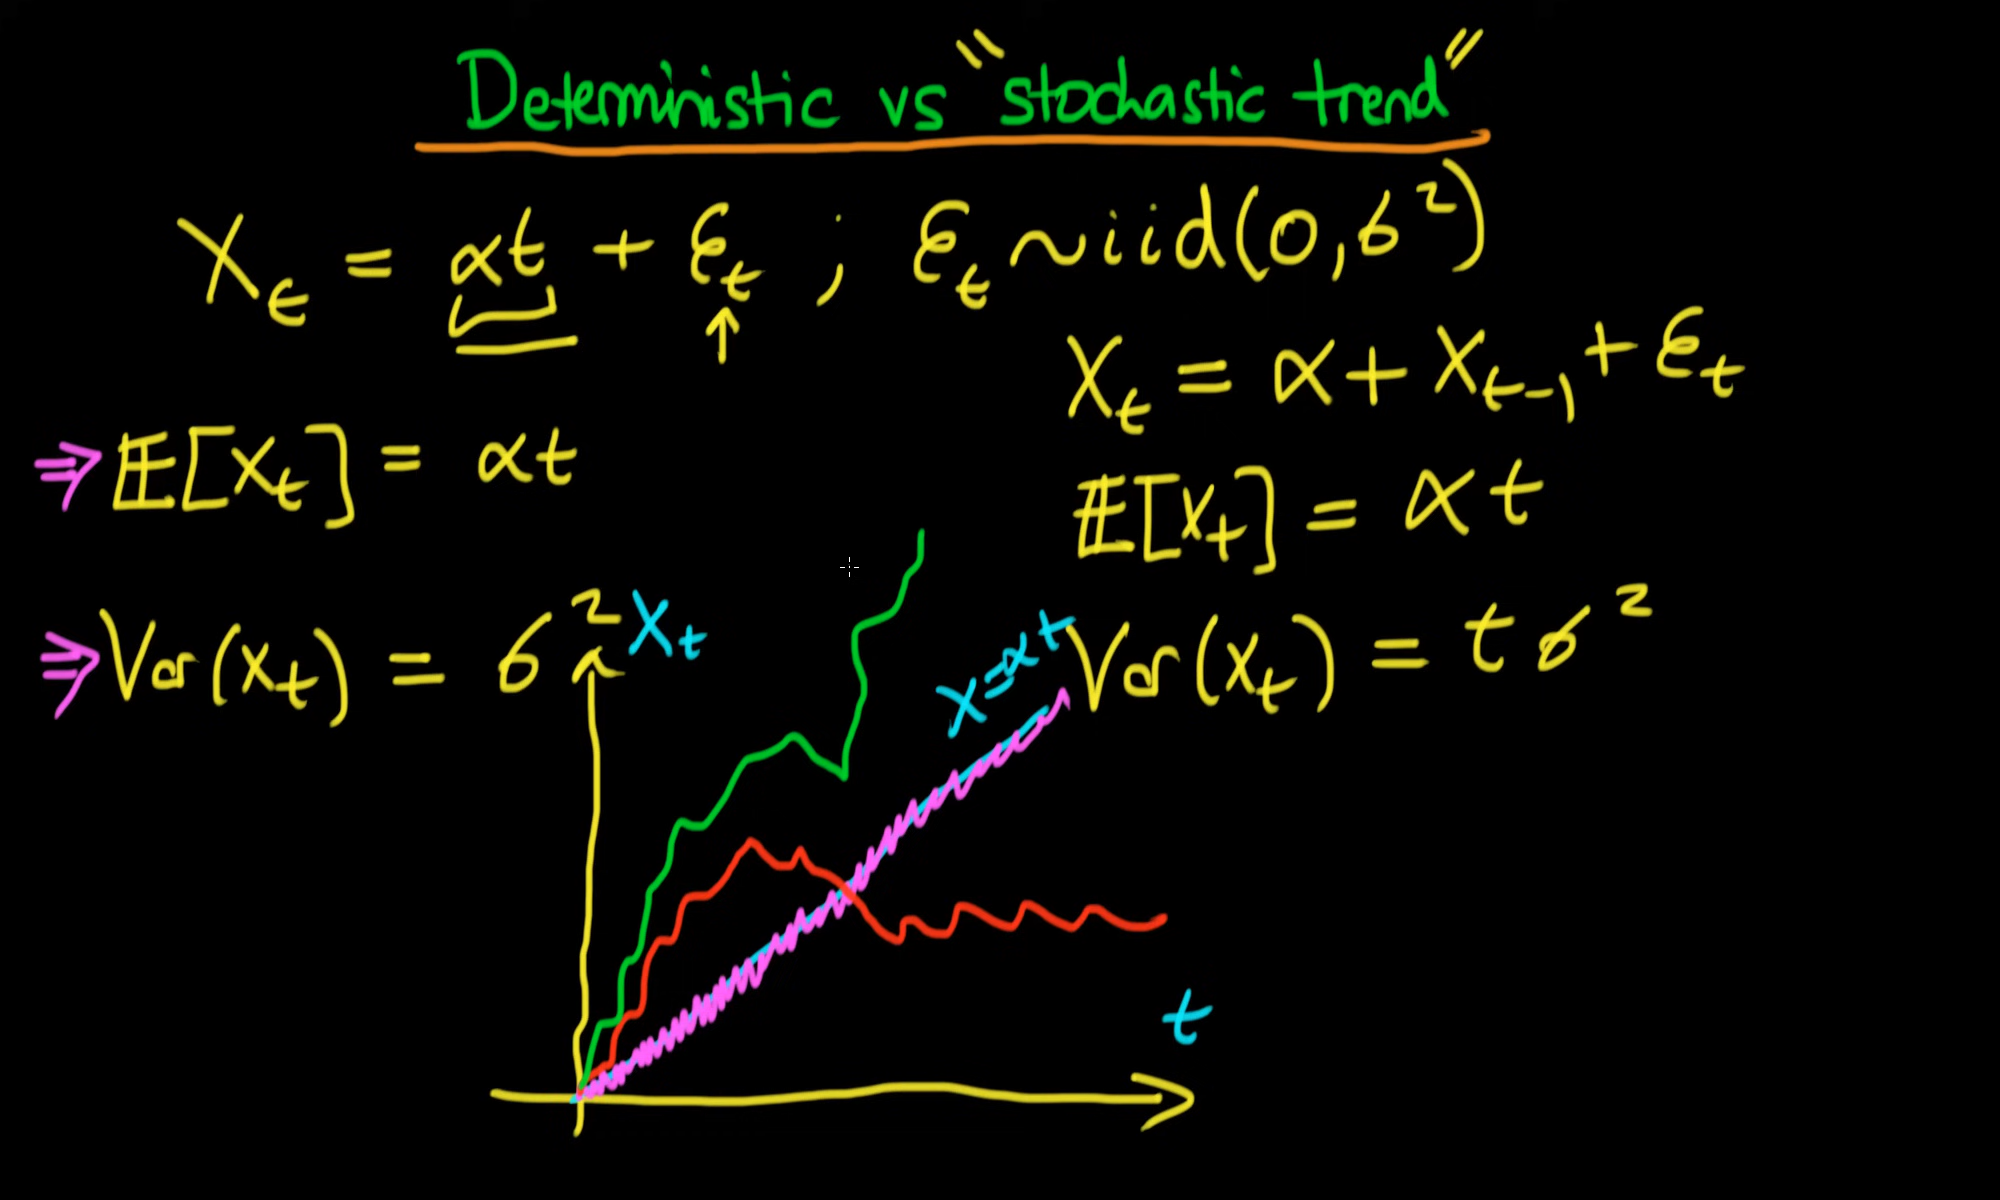 Deterministic vs "stochastic trend"
Xₜ = αt + εₜ ; εₜ ~ iid(0, σ²)
Xₜ = α + Xₜ₋₁ + εₜ
⇒ 𝔼[Xₜ] = αt
𝔼[Xₜ] = αt
⇒ Var(Xₜ) = σ²
Var(Xₜ) = tσ²
Xₜ
X=αt
t